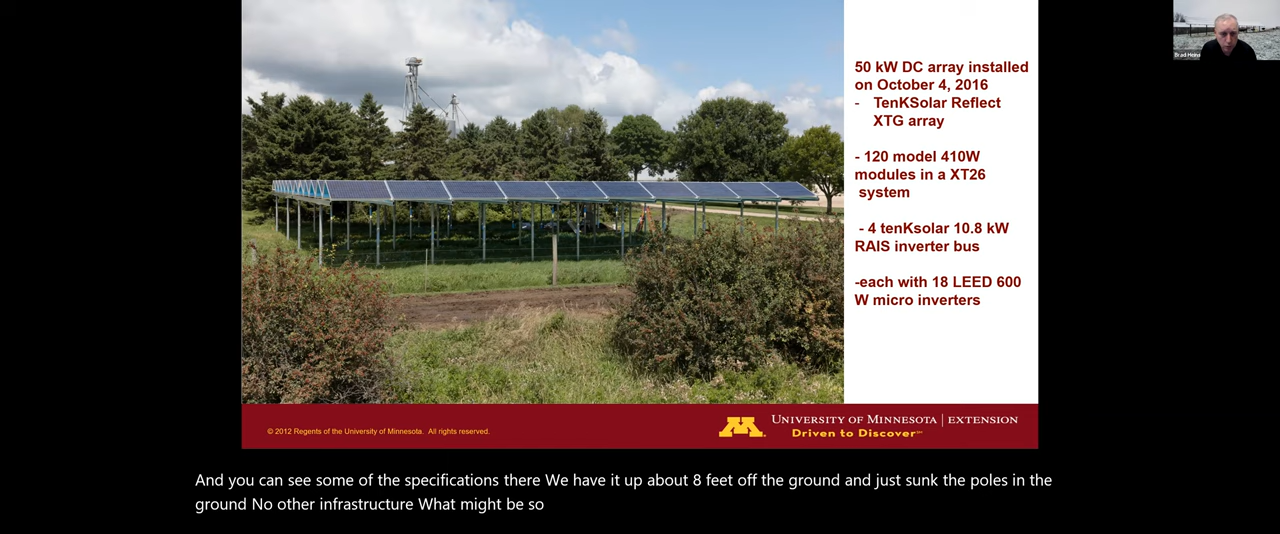 50 kW DC array installed
on October 4, 2016
- TenKSolar Reflect
XTG array
- 120 model 410W
modules in a XT26
system
- 4 tenKsolar 10.8 kW
RAIS inverter bus
-each with 18 LEED 600
W micro inverters
© 2012 Regents of the University of Minnesota. All rights reserved.
UNIVERSITY OF MINNESOTA | EXTENSION
Driven to Discover℠
And you can see some of the specifications there We have it up about 8 feet off the ground and just sunk the poles in the
ground No other infrastructure What might be so